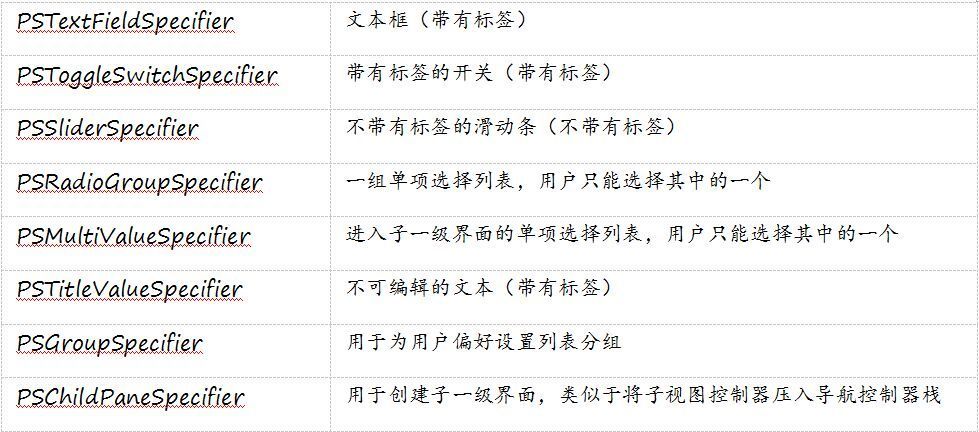 PSTextFieldSpecifier 文本框（带有标签）
PSToggleSwitchSpecifier 带有标签的开关（带有标签）
PSSliderSpecifier 不带有标签的滑动条（不带有标签）
PSRadioGroupSpecifier 一组单项选择列表，用户只能选择其中的一个
PSMultiValueSpecifier 进入子一级界面的单项选择列表，用户只能选择其中的一个
PSTitleValueSpecifier 不可编辑的文本（带有标签）
PSGroupSpecifier 用于为用户偏好设置列表分组
PSChildPaneSpecifier 用于创建子一级界面，类似于将子视图控制器压入导航控制器栈